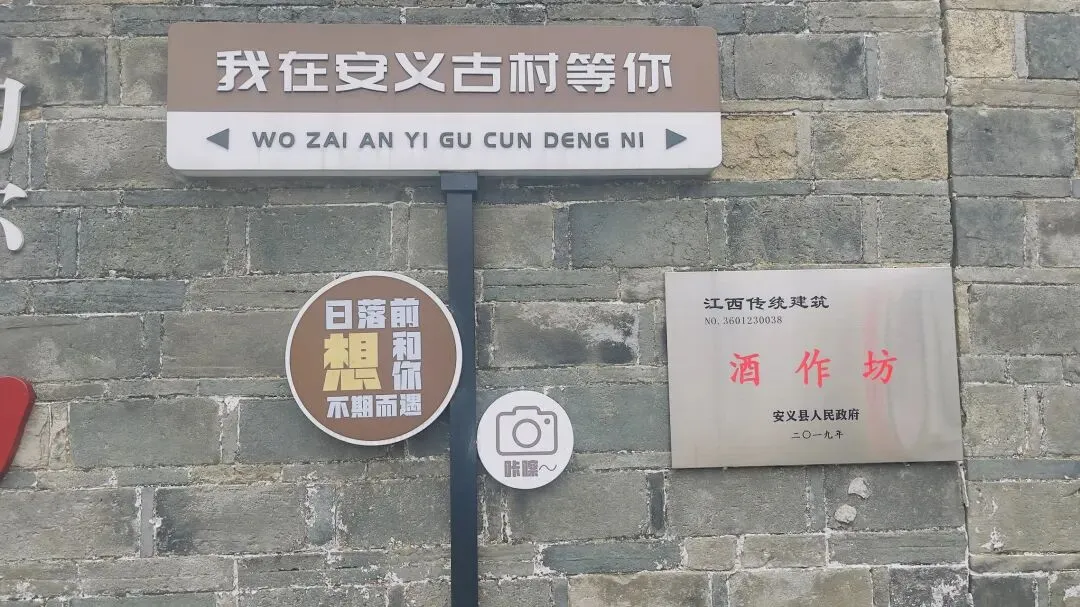 我在安义古村等你
WO ZAI AN YI GU CUN DENG NI
日落前
想和你
不期而遇
咔嚓~
江西传统建筑
NO.3601230038
酒作坊
安义县人民政府
二〇一九年